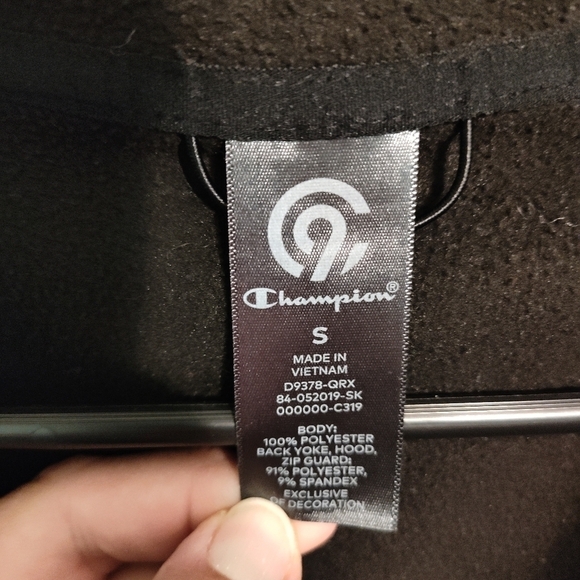 C9
Champion®
S
MADE IN
VIETNAM
D9378-QRX
84-052019-SK
000000-C319
BODY:
100% POLYESTER
BACK YOKE, HOOD,
ZIP GUARD:
91% POLYESTER,
9% SPANDEX
EXCLUSIVE
OF DECORATION